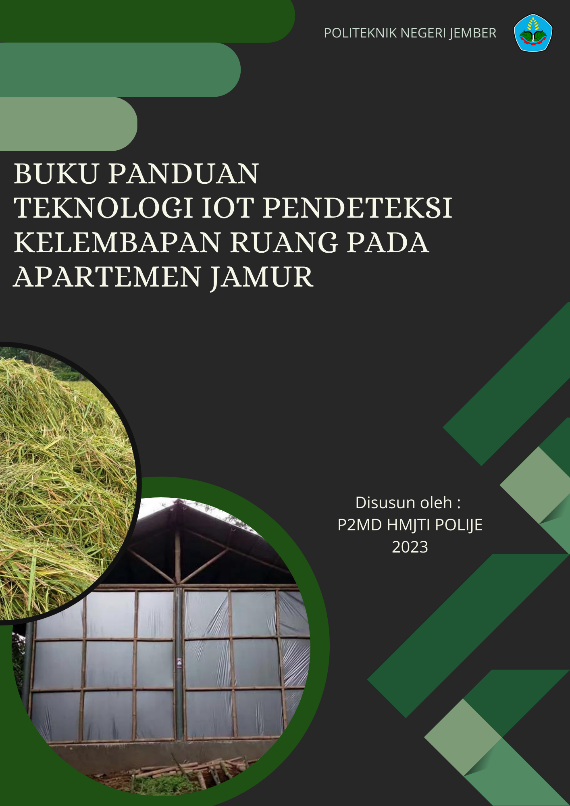 POLITEKNIK NEGERI JEMBER
BUKU PANDUAN
TEKNOLOGI IOT PENDETEKSI
KELEMBAPAN RUANG PADA
APARTEMEN JAMUR
Disusun oleh :
P2MD HMJTI POLIJE
2023